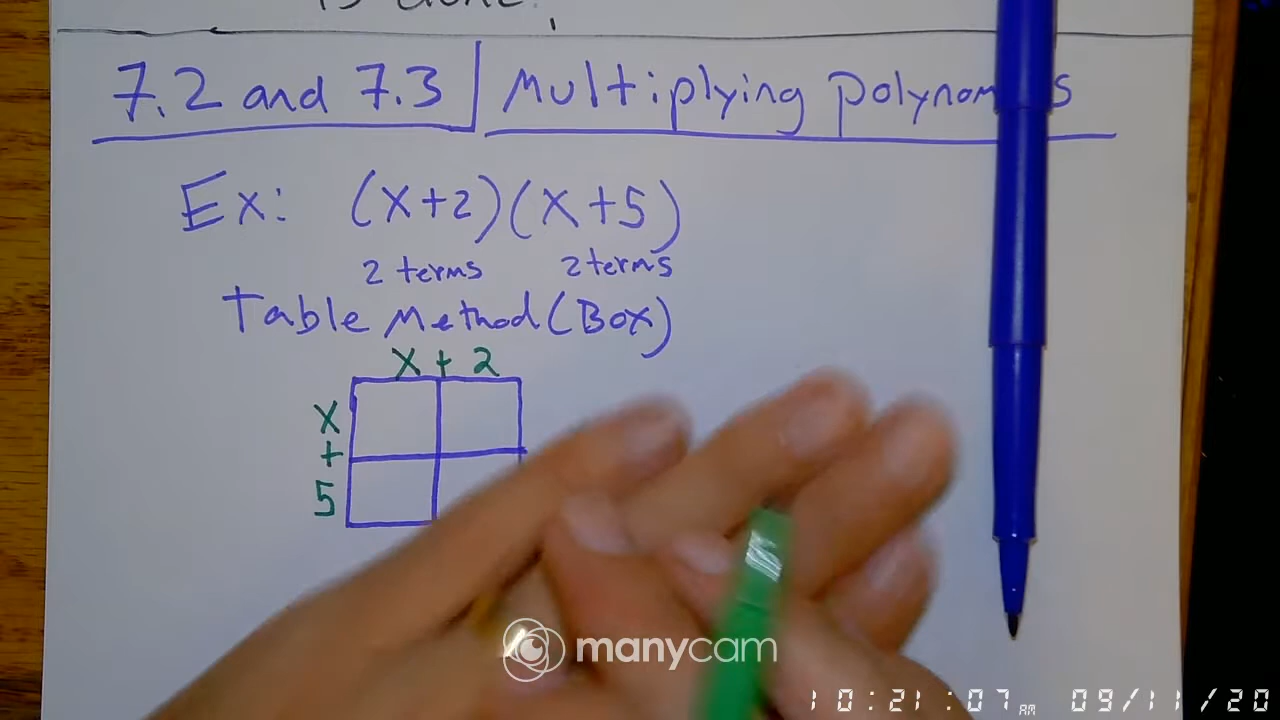 7.2 and 7.3 | Multiplying polynom s
Ex: (x+2)(x+5)
2 terms 2 terms
Table Method (Box)
x + 2
x
+
5
manycam
10:21:07 AM 09/11/20